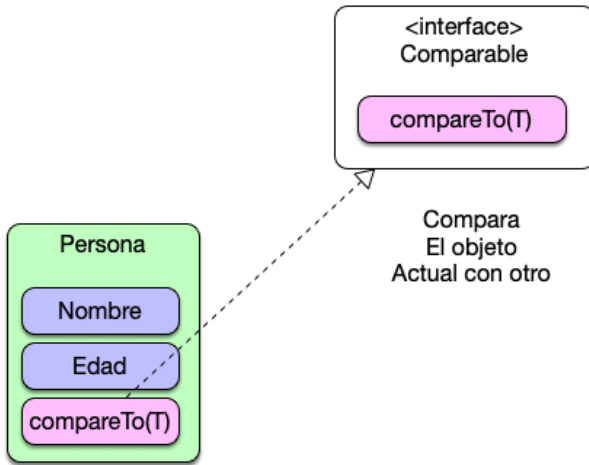 <interface>
Comparable
compareTo(T)
Compara
El objeto
Actual con otro
Persona
Nombre
Edad
compareTo(T)